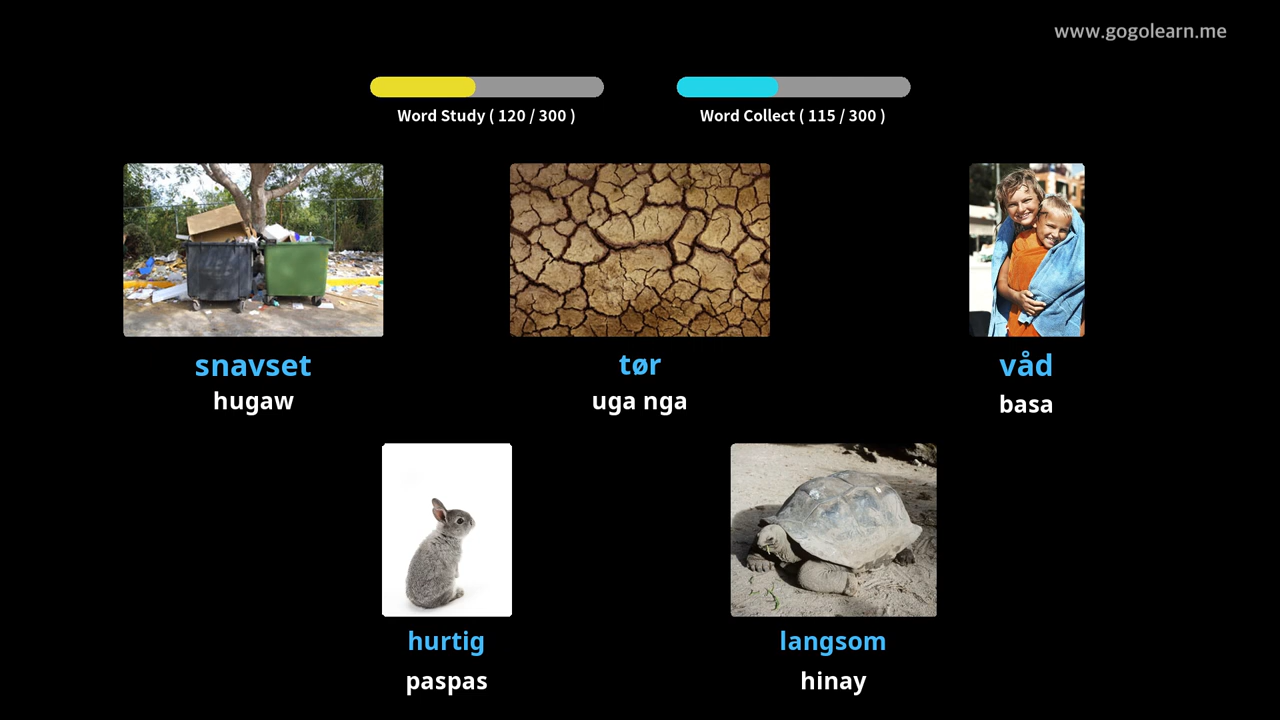 www.gogolearn.me
Word Study ( 120 / 300 )
Word Collect ( 115 / 300 )
snavset
hugaw
tør
uga nga
våd
basa
hurtig
paspas
langsom
hinay